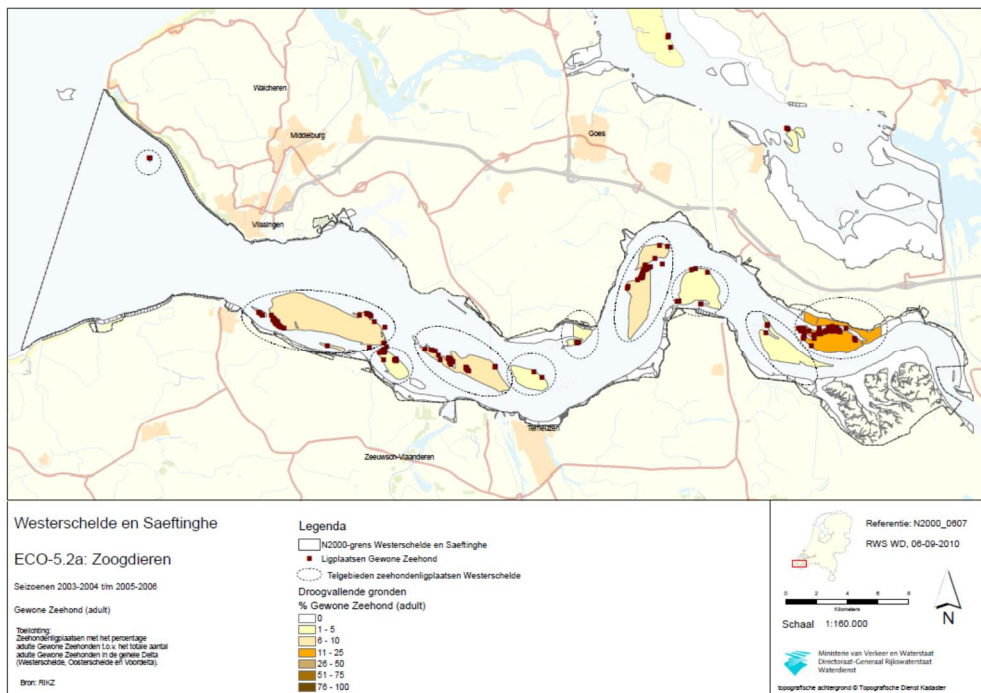 Walcheren
Middelburg
Goes
Vlissingen
Terneuzen
Zeeuwsch-Vlaanderen
Westerschelde en Saeftinghe
ECO-5.2a: Zoogdieren
Seizoenen 2003-2004 t/m 2005-2006
Gewone Zeehond (adult)
Toelichting:
Zeehondenligplaatsen met het percentage
adulte Gewone Zeehonden t.o.v. het totale aantal
adulte Gewone Zeehonden in de gehele Delta
(Westerschelde, Oosterschelde en Voordelta).
Bron: RIKZ
Legenda
N2000-grens Westerschelde en Saeftinghe
Ligplaatsen Gewone Zeehond
Telgebieden zeehondenligplaatsen Westerschelde
Droogvallende gronden
% Gewone Zeehond (adult)
0
1 - 5
6 - 10
11 - 25
26 - 50
51 - 75
76 - 100
Referentie: N2000_0607
RWS WD, 06-09-2010
0 2 4 6 8
Kilometers
Schaal 1:160.000
N
Ministerie van Verkeer en Waterstaat
Directoraat-Generaal Rijkswaterstaat
Waterdienst
topografische achtergrond © Topografische Dienst Kadaster